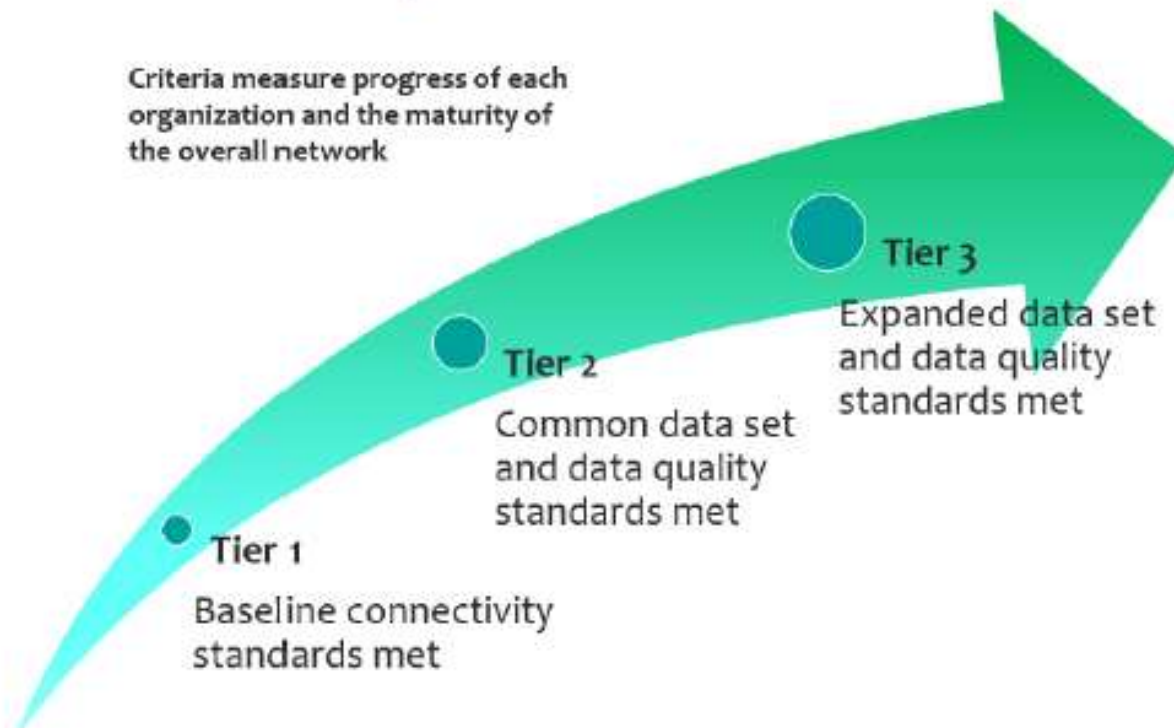 Criteria measure progress of each
organization and the maturity of
the overall network
Tier 3
Expanded data set
and data quality
standards met
Tier 2
Common data set
and data quality
standards met
Tier 1
Baseline connectivity
standards met